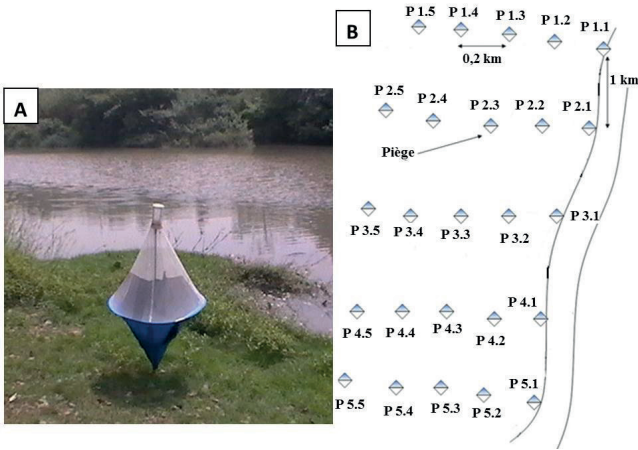 A
B
P 1.5 P 1.4 P 1.3 P 1.2 P 1.1
0,2 km
1 km
P 2.5 P 2.4 P 2.3 P 2.2 P 2.1
Piège
P 3.5 P 3.4 P 3.3 P 3.2 P 3.1
P 4.5 P 4.4 P 4.3 P 4.2 P 4.1
P 5.5 P 5.4 P 5.3 P 5.2 P 5.1